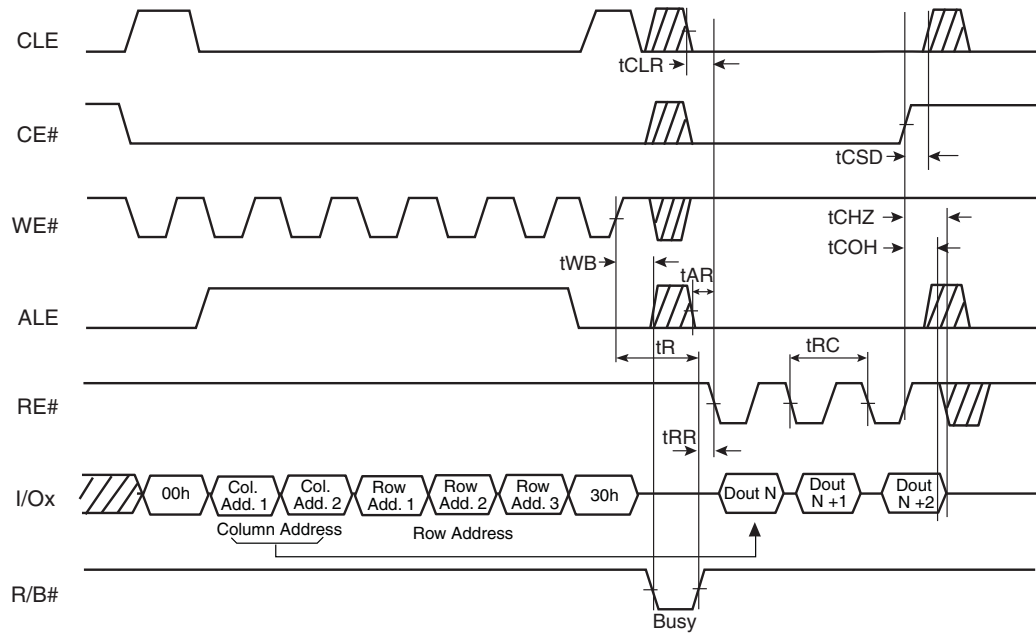 CLE
tCLR
CE#
tCSD
WE#
tCHZ
tCOH
tWB
tAR
ALE
tR
tRC
RE#
tRR
I/Ox
00h
Col. Add. 1
Col. Add. 2
Row Add. 1
Row Add. 2
Row Add. 3
30h
Dout N
Dout N +1
Dout N +2
Column Address
Row Address
R/B#
Busy